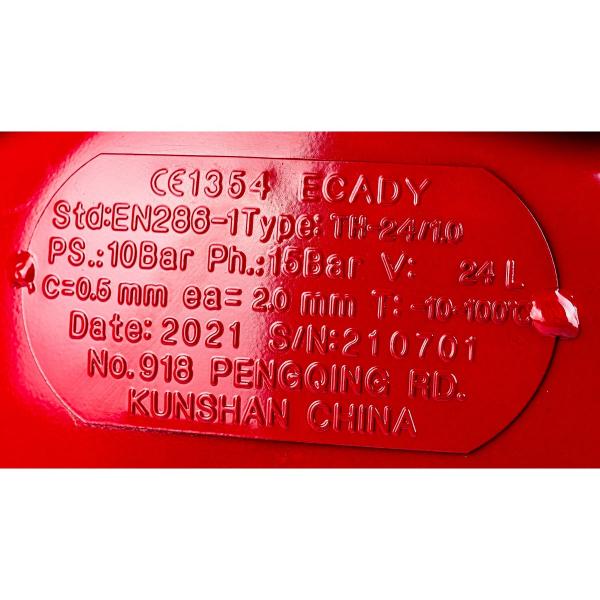 CE1354 ECADY
Std:EN286-1Type: TH-24/10
PS.:10Bar Ph.:15Bar V: 24 L
C=0.5 mm ea= 2.0 mm T: -10-100℃
Date: 2021 S/N:210701
No.918 PENGQING RD.
KUNSHAN CHINA